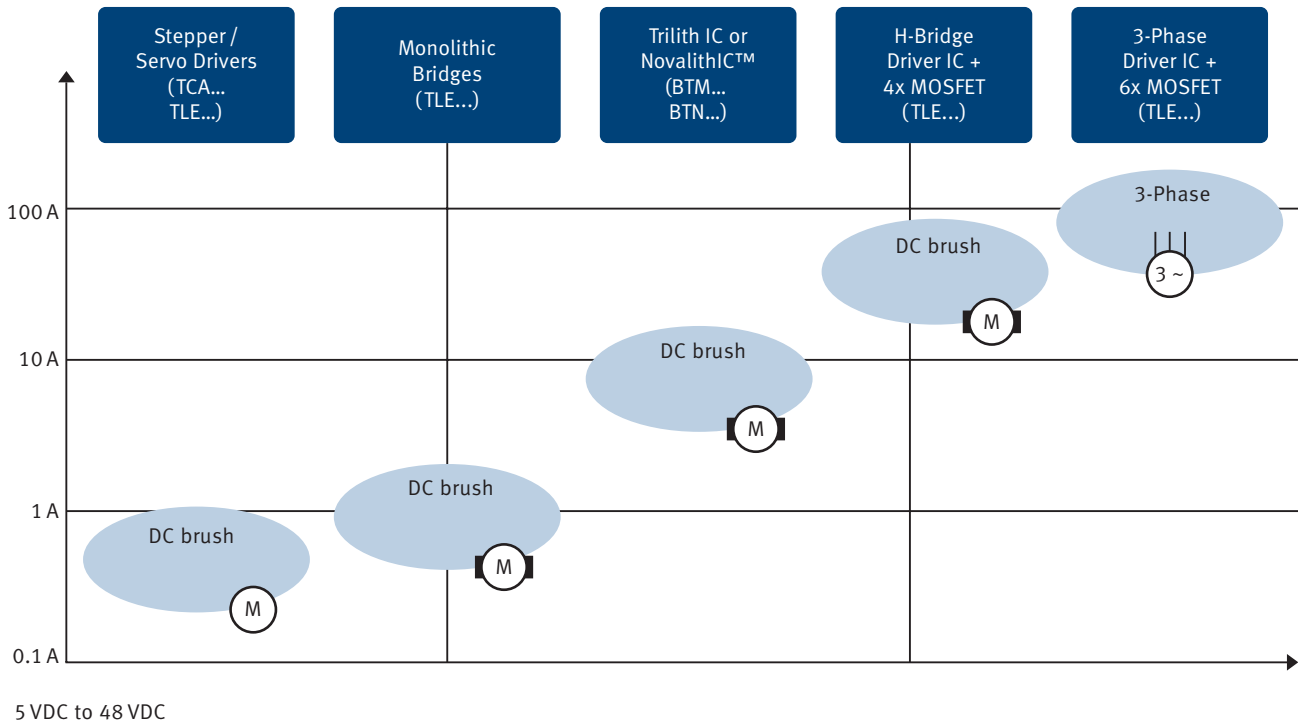 Stepper /
Servo Drivers
(TCA...
TLE...)
Monolithic
Bridges
(TLE...)
Trilith IC or
NovalithIC™
(BTM...
BTN...)
H-Bridge
Driver IC +
4x MOSFET
(TLE...)
3-Phase
Driver IC +
6x MOSFET
(TLE...)
100 A
3-Phase
3 ~
DC brush
M
10 A
DC brush
M
1 A
DC brush
M
DC brush
M
0.1 A
5 VDC to 48 VDC